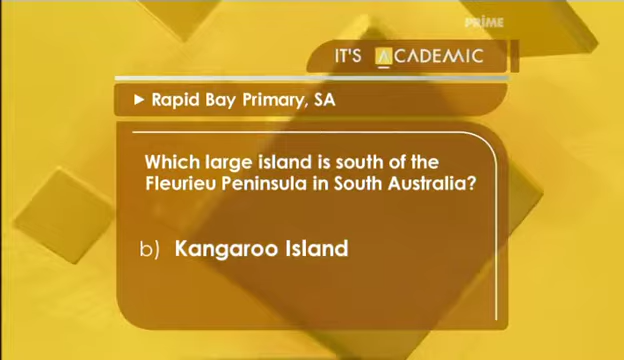 PRIME
IT'S ACADEMIC
Rapid Bay Primary, SA
Which large island is south of the
Fleurieu Peninsula in South Australia?
b) Kangaroo Island